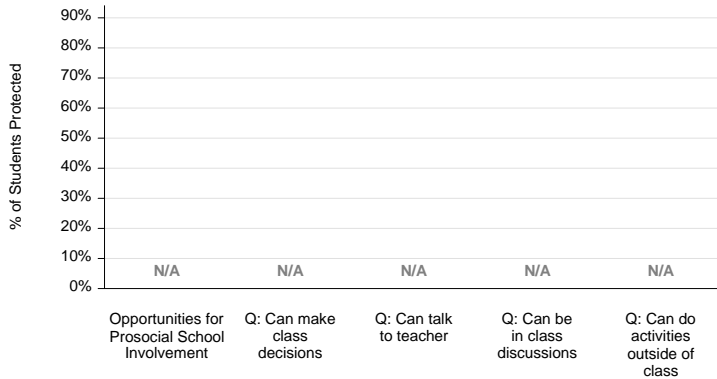 90%
80%
70%
60%
50%
40%
30%
20%
10%
0%
% of Students Protected
N/A N/A N/A N/A N/A
Opportunities for
Prosocial School
Involvement
Q: Can make
class
decisions
Q: Can talk
to teacher
Q: Can be
in class
discussions
Q: Can do
activities
outside of
class